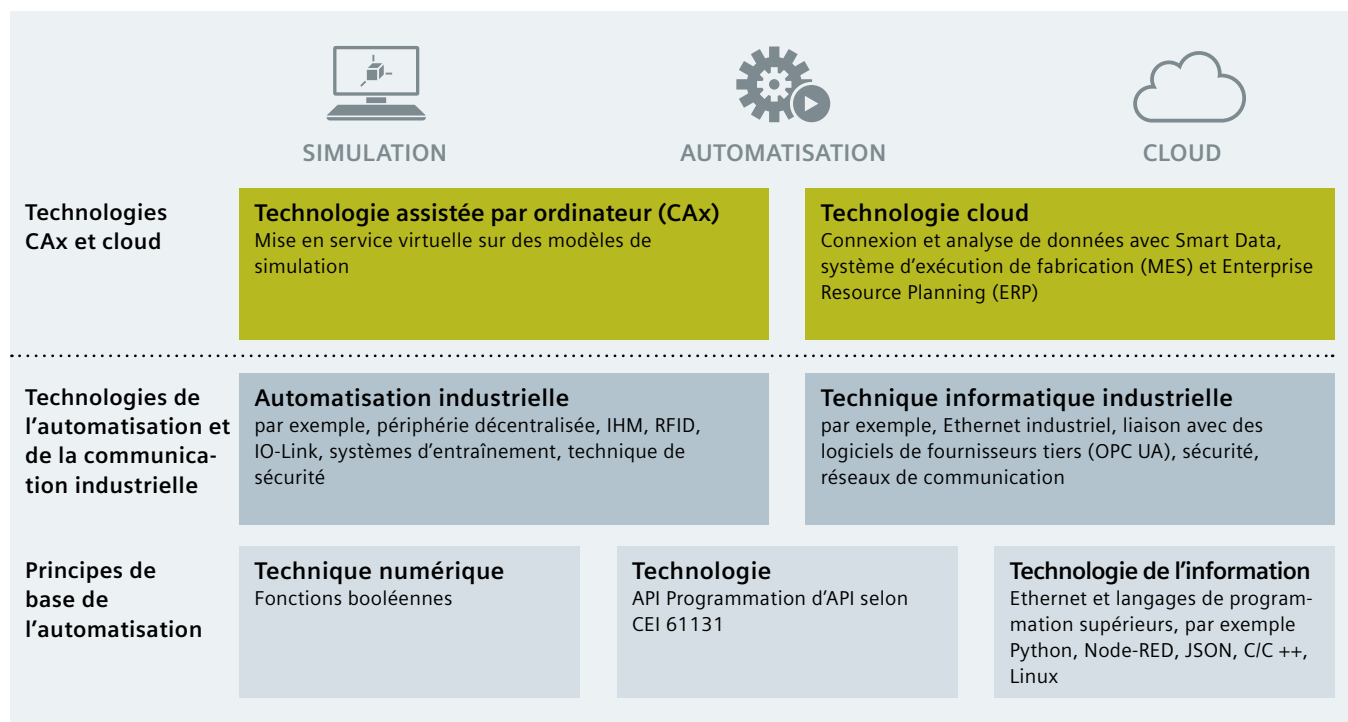 SIMULATION
AUTOMATISATION
CLOUD
Technologies
CAx et cloud
Technologie assistée par ordinateur (CAx)
Mise en service virtuelle sur des modèles de
simulation
Technologie cloud
Connexion et analyse de données avec Smart Data,
système d’exécution de fabrication (MES) et Enterprise
Resource Planning (ERP)
Technologies de
l’automatisation et
de la communica-
tion industrielle
Automatisation industrielle
par exemple, périphérie décentralisée, IHM, RFID,
IO-Link, systèmes d’entraînement, technique de
sécurité
Technique informatique industrielle
par exemple, Ethernet industriel, liaison avec des
logiciels de fournisseurs tiers (OPC UA), sécurité,
réseaux de communication
Principes de
base de
l’automatisation
Technique numérique
Fonctions booléennes
Technologie
API Programmation d’API selon
CEI 61131
Technologie de l’information
Ethernet et langages de program-
mation supérieurs, par exemple
Python, Node-RED, JSON, C/C ++,
Linux